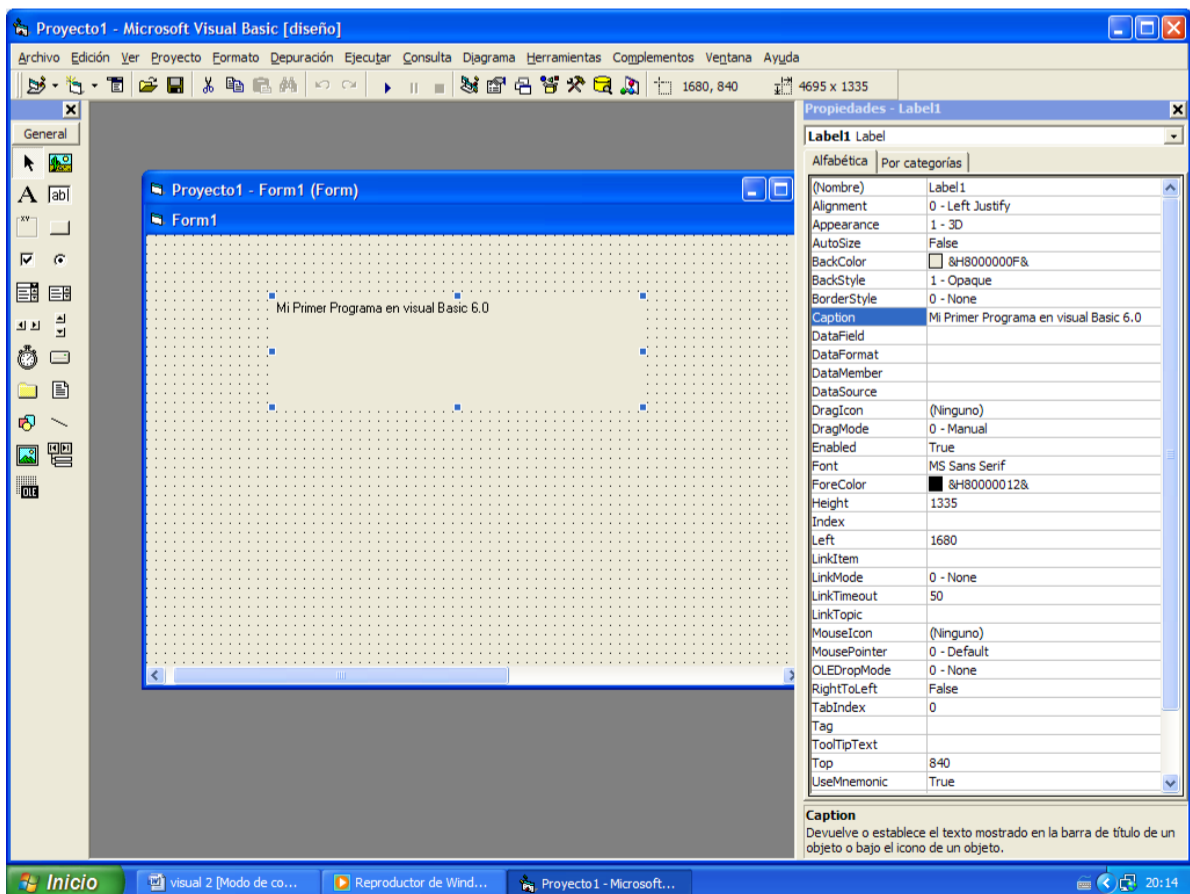 Proyecto1 - Microsoft Visual Basic [diseño]
Archivo Edición Ver Proyecto Formato Depuración Ejecutar Consulta Diagrama Herramientas Complementos Ventana Ayuda
1680, 840 4695 x 1335
General
A ab|
XY
OLE
Proyecto1 - Form1 (Form)
Form1
Mi Primer Programa en visual Basic 6.0
Propiedades - Label1
Label1 Label
Alfabética Por categorías
(Nombre) Label1
Alignment 0 - Left Justify
Appearance 1 - 3D
AutoSize False
BackColor &H8000000F&
BackStyle 1 - Opaque
BorderStyle 0 - None
Caption Mi Primer Programa en visual Basic 6.0
DataField
DataFormat
DataMember
DataSource
DragIcon (Ninguno)
DragMode 0 - Manual
Enabled True
Font MS Sans Serif
ForeColor &H80000012&
Height 1335
Index
Left 1680
LinkItem
LinkMode 0 - None
LinkTimeout 50
LinkTopic
MouseIcon (Ninguno)
MousePointer 0 - Default
OLEDropMode 0 - None
RightToLeft False
TabIndex 0
Tag
ToolTipText
Top 840
UseMnemonic True
Caption
Devuelve o establece el texto mostrado en la barra de título de un
objeto o bajo el icono de un objeto.
Inicio visual 2 [Modo de co... Reproductor de Wind... Proyecto1 - Microsoft... 20:14